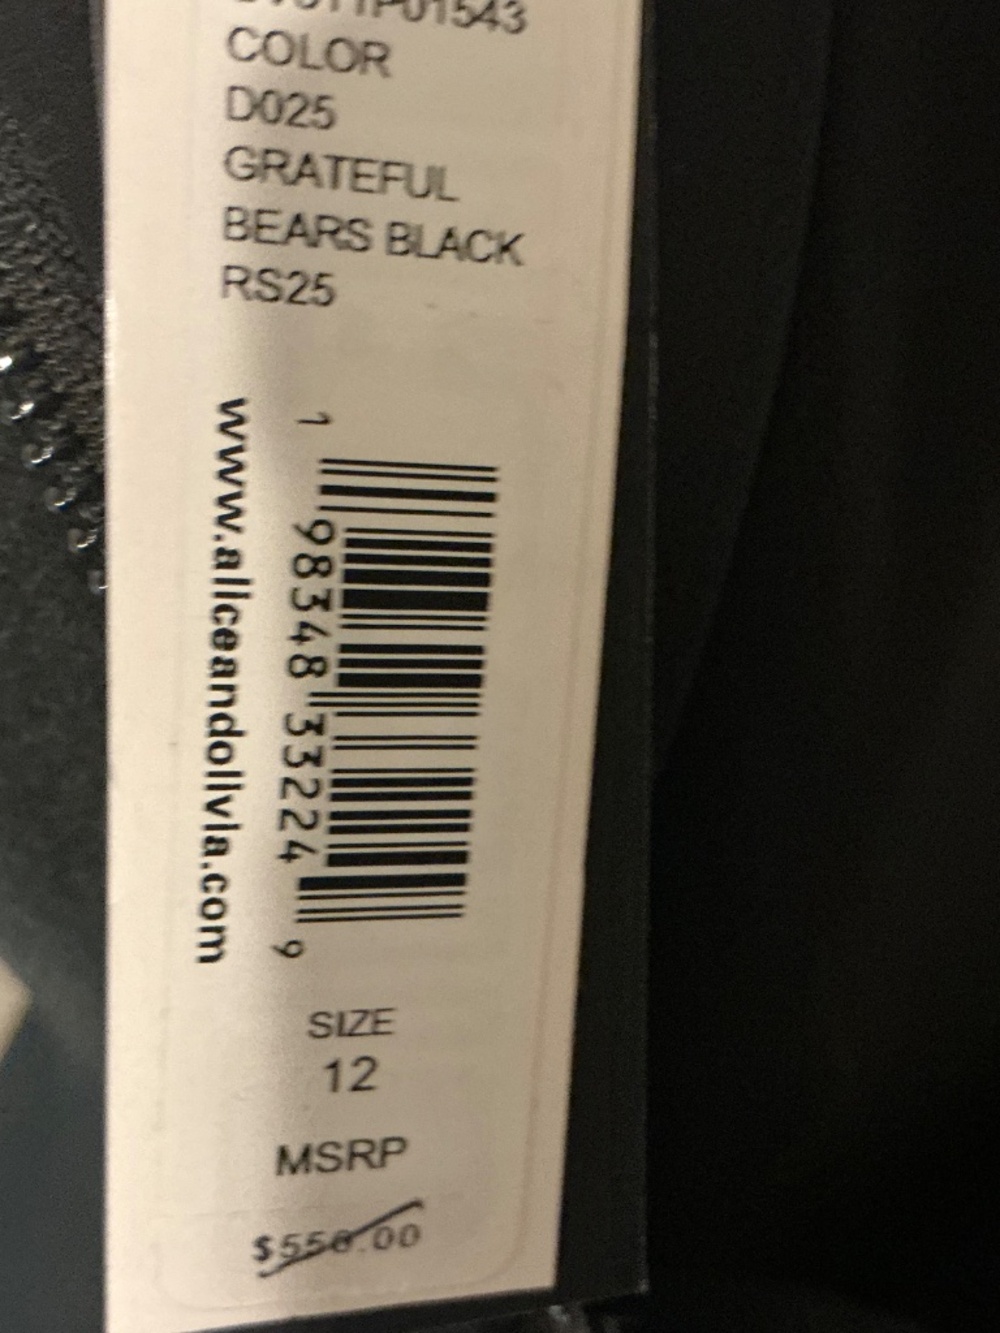 COLOR
D025
GRATEFUL
BEARS BLACK
RS25
www.aliceandolivia.com
1 98348 33224 9
SIZE
12
MSRP
$550.00